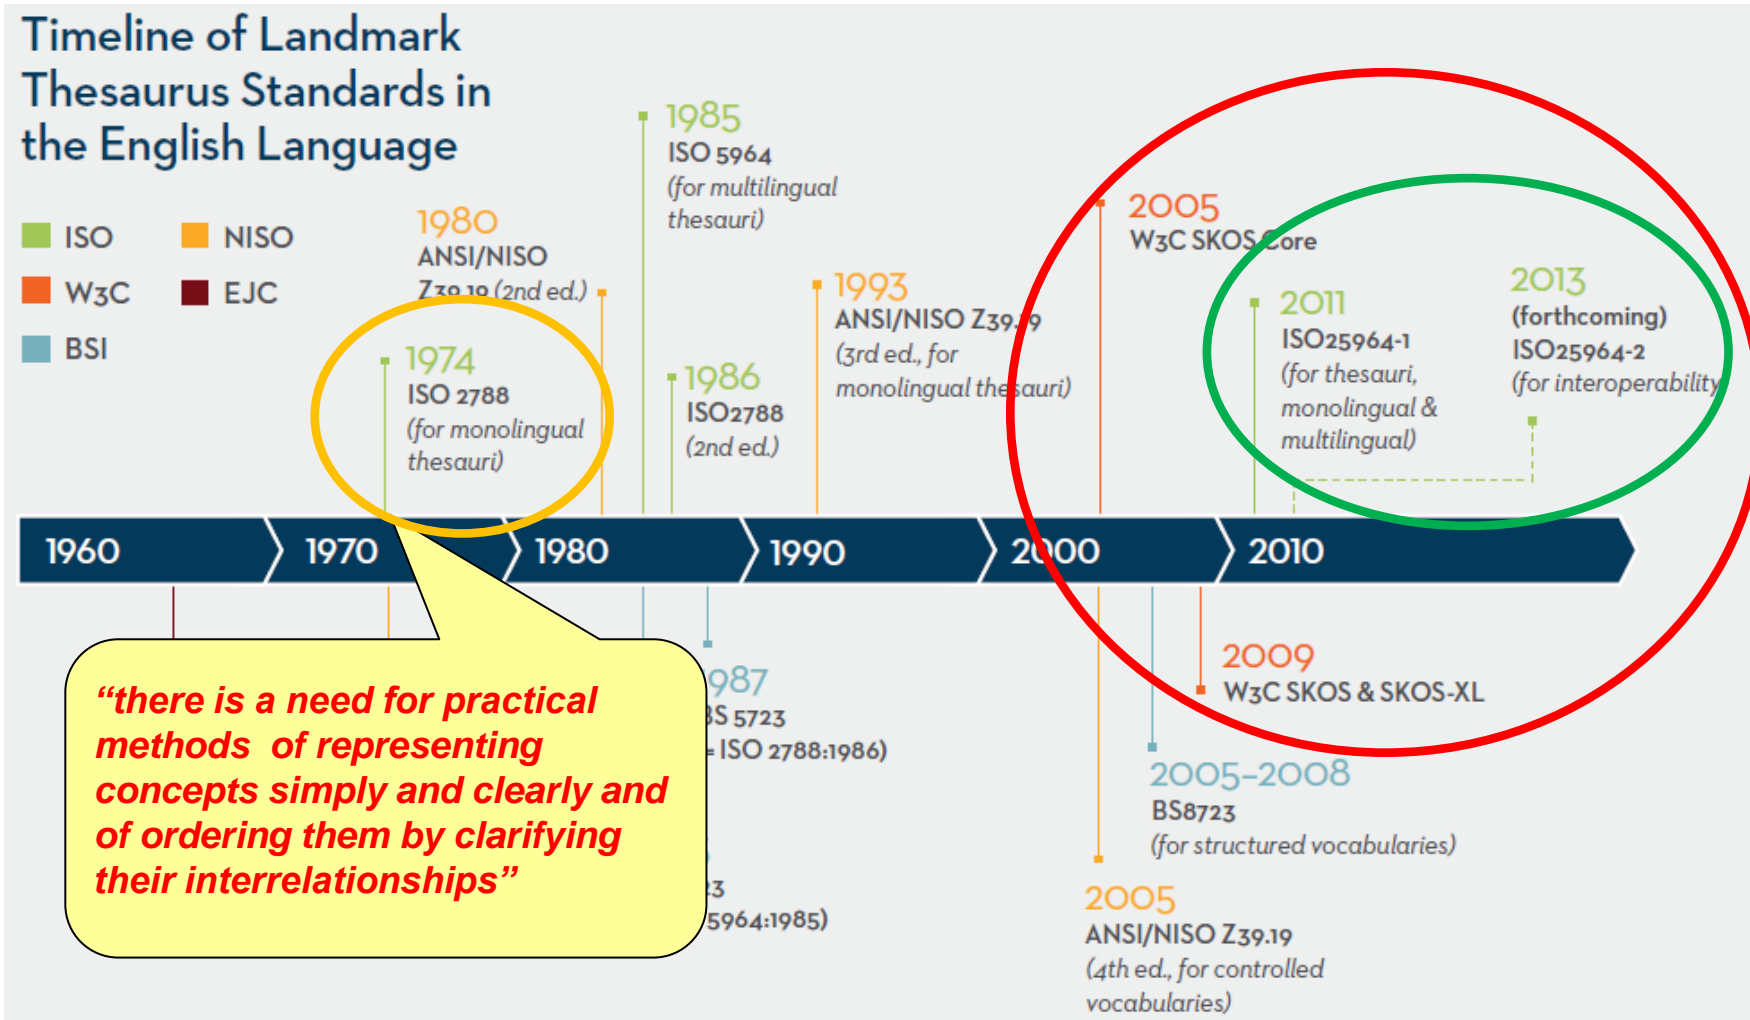 Timeline of Landmark
Thesaurus Standards in
the English Language
ISO
NISO
W3C
EJC
BSI
1980
ANSI/NISO
Z39.19 (2nd ed.)
1974
ISO 2788
(for monolingual
thesauri)
1985
ISO 5964
(for multilingual
thesauri)
1986
ISO2788
(2nd ed.)
1993
ANSI/NISO Z39.19
(3rd ed., for
monolingual thesauri)
2005
W3C SKOS Core
2011
ISO25964-1
(for thesauri,
monolingual &
multilingual)
2013
(forthcoming)
ISO25964-2
(for interoperability
1960
1970
1980
1990
2000
2010
“there is a need for practical
methods of representing
concepts simply and clearly and
of ordering them by clarifying
their interrelationships”
987
BS 5723
= ISO 2788:1986)
23
5964:1985)
2009
W3C SKOS & SKOS-XL
2005–2008
BS8723
(for structured vocabularies)
2005
ANSI/NISO Z39.19
(4th ed., for controlled
vocabularies)